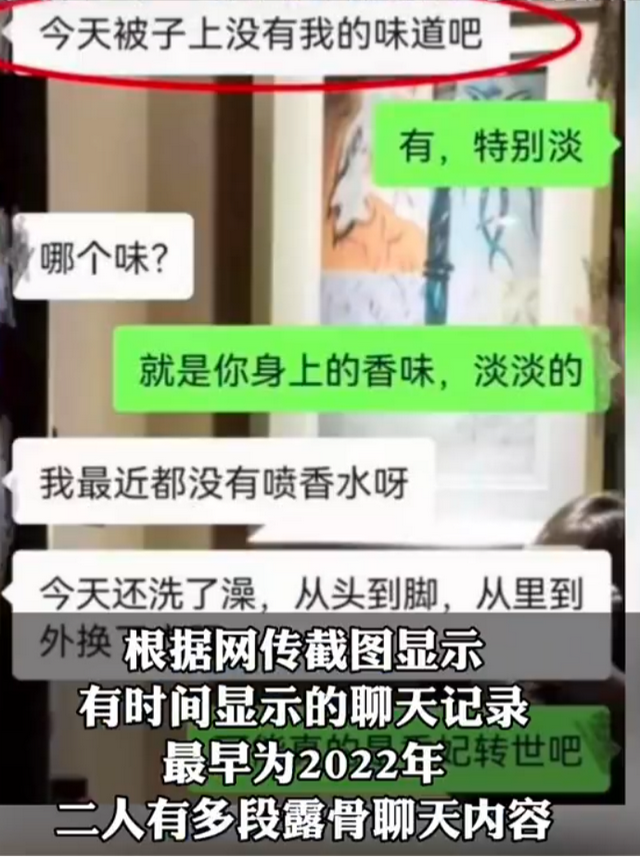 今天被子上没有我的味道吧
有，特别淡
哪个味？
就是你身上的香味，淡淡的
我最近都没有喷香水呀
今天还洗了澡，从头到脚，从里到
外换
根据网传截图显示
有时间显示的聊天记录
转世吧
最早为2022年
二人有多段露骨聊天内容